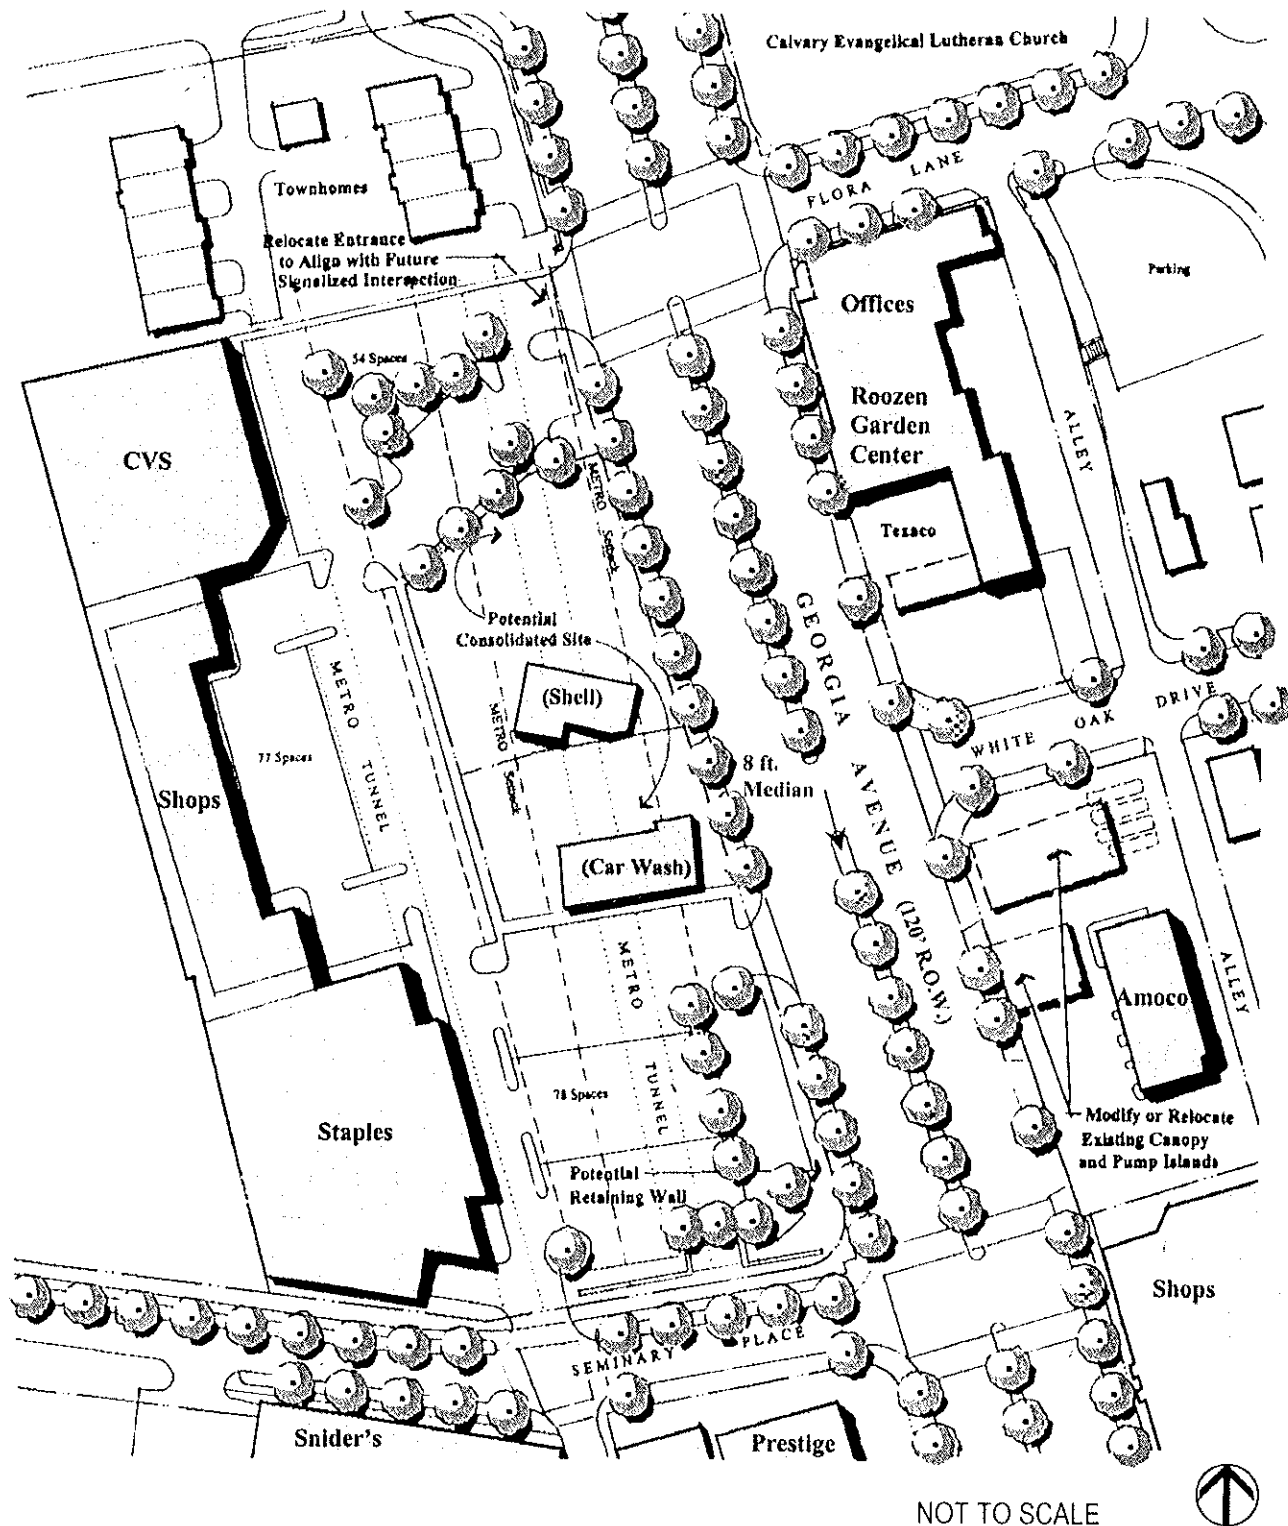 Calvary Evangelical Lutheran Church
FLORA LANE
Townhomes
Relocate Entrance
to Align with Future
Signalized Intersection
Parking
Offices
54 Spaces
Roozen
Garden
Center
ALLEY
CVS
METRO
Setback
Texaco
Potential
Consolidated Site
GEORGIA AVENUE (120' R.O.W.)
METRO TUNNEL
(Shell)
METRO
Setback
WHITE OAK DRIVE
77 Spaces
8 ft.
Median
Shops
(Car Wash)
METRO TUNNEL
ALLEY
Amoco
78 Spaces
Staples
Modify or Relocate
Existing Canopy
and Pump Islands
Potential
Retaining Wall
Shops
SEMINARY PLACE
Snider's
Prestige
NOT TO SCALE